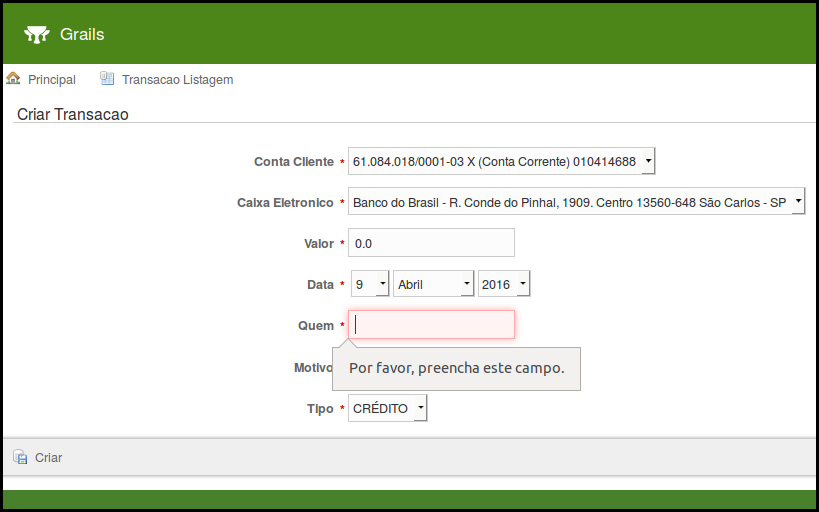 Grails
Principal Transacao Listagem
Criar Transacao
Conta Cliente * 61.084.018/0001-03 X (Conta Corrente) 010414688
Caixa Eletronico * Banco do Brasil - R. Conde do Pinhal, 1909. Centro 13560-648 São Carlos - SP
Valor * 0.0
Data * 9 Abril 2016
Quem *
Motivo
Por favor, preencha este campo.
Tipo * CRÉDITO
Criar